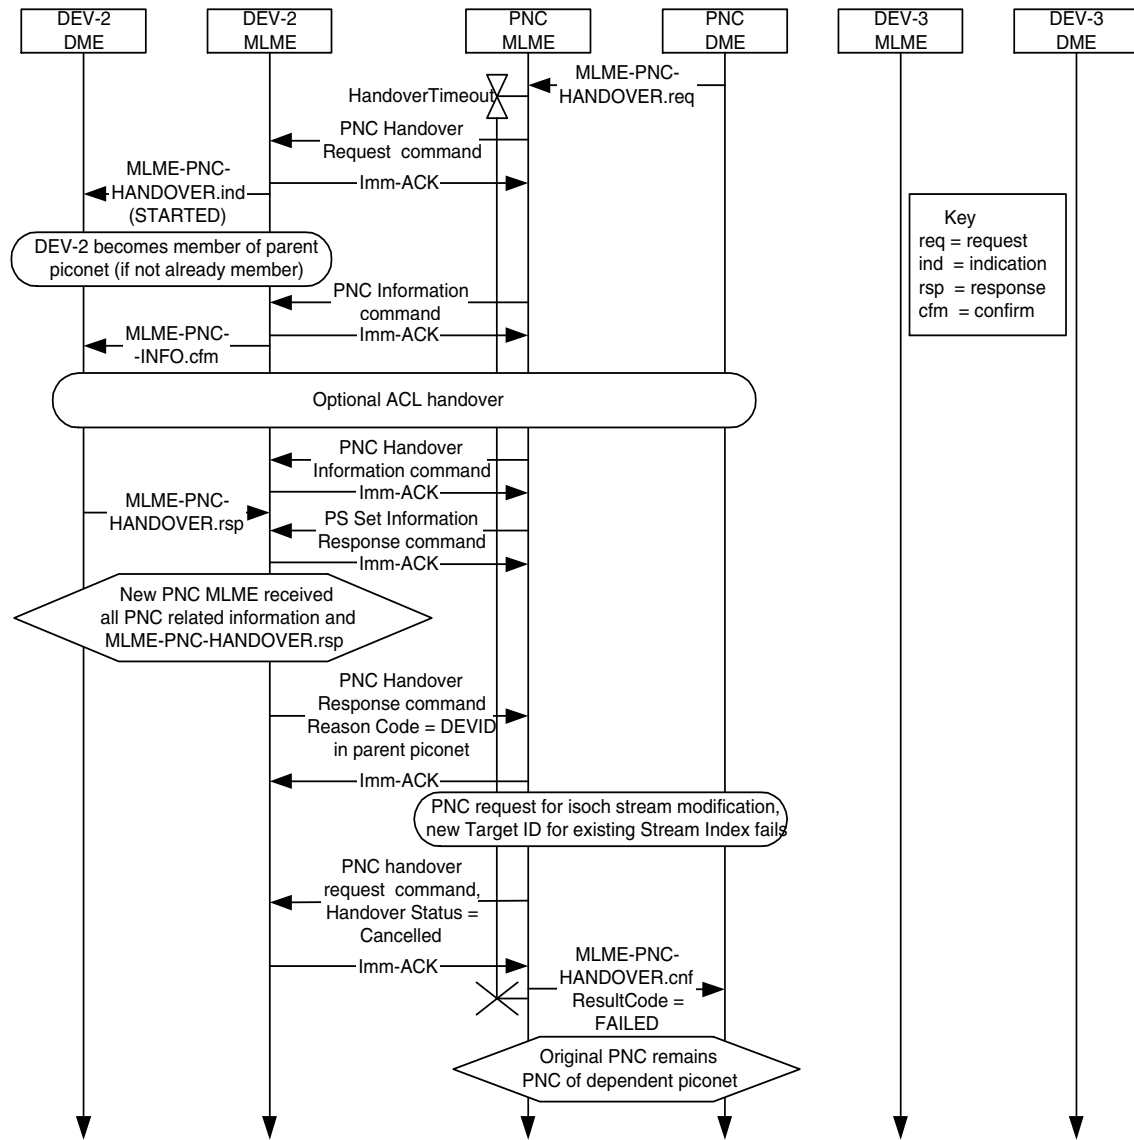 DEV-2
DME
DEV-2
MLME
PNC
MLME
PNC
DME
DEV-3
MLME
DEV-3
DME
MLME-PNC-
HANDOVER.req
HandoverTimeout
PNC Handover
Request command
Imm-ACK
MLME-PNC-
HANDOVER.ind
(STARTED)
Key
req = request
ind = indication
rsp = response
cfm = confirm
DEV-2 becomes member of parent
piconet (if not already member)
PNC Information
command
Imm-ACK
MLME-PNC-
-INFO.cfm
Optional ACL handover
PNC Handover
Information command
Imm-ACK
MLME-PNC-
HANDOVER.rsp
PS Set Information
Response command
Imm-ACK
New PNC MLME received
all PNC related information and
MLME-PNC-HANDOVER.rsp
PNC Handover
Response command
Reason Code = DEVID
in parent piconet
Imm-ACK
PNC request for isoch stream modification,
new Target ID for existing Stream Index fails
PNC handover
request command,
Handover Status =
Cancelled
Imm-ACK
MLME-PNC-
HANDOVER.cnf
ResultCode =
FAILED
Original PNC remains
PNC of dependent piconet